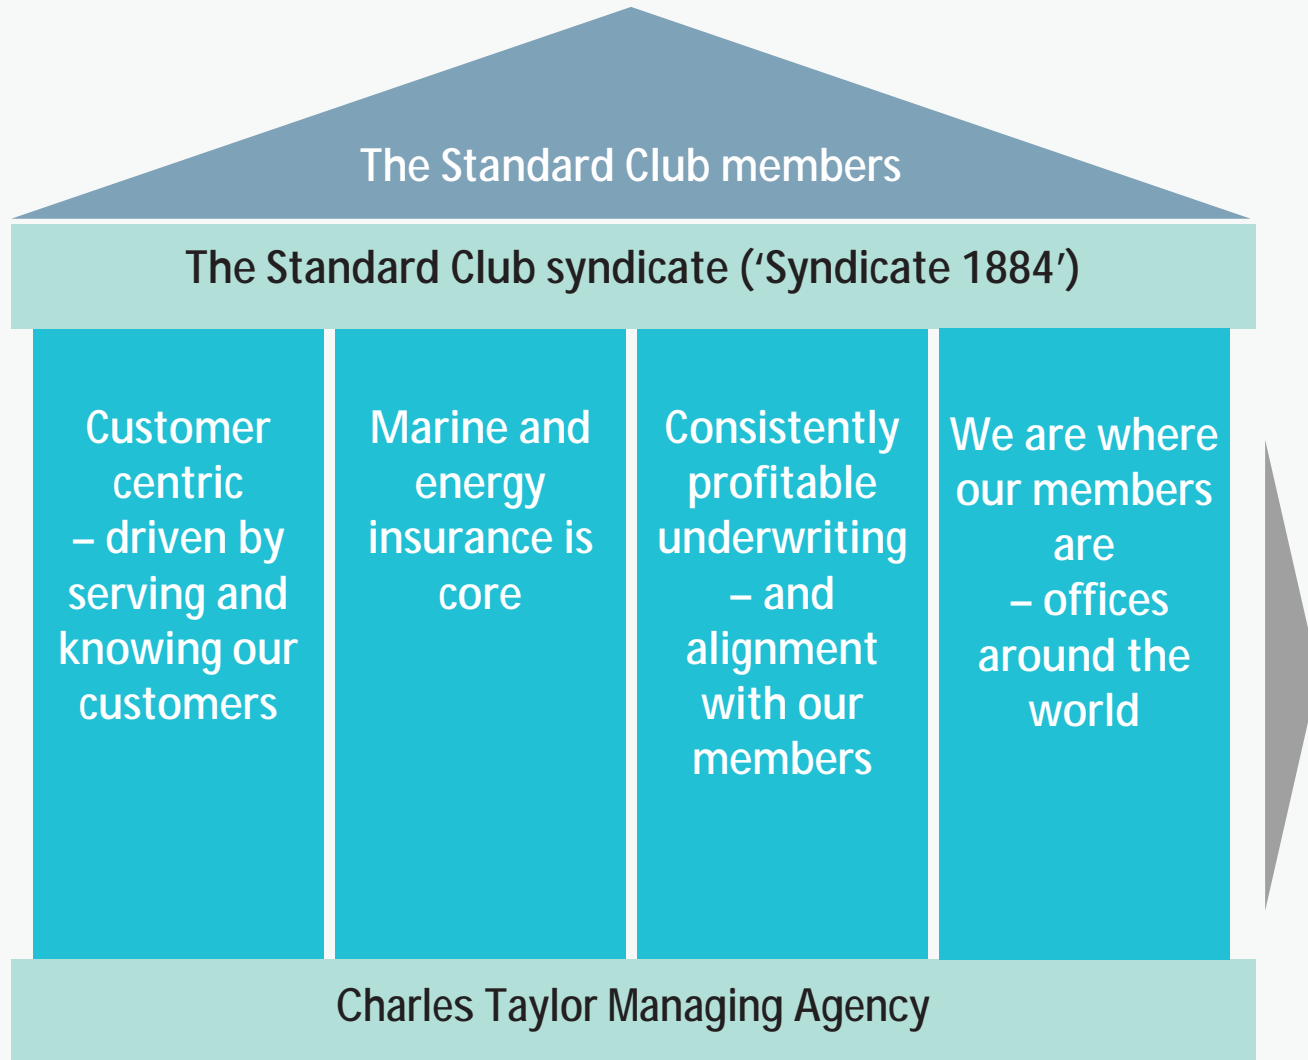 The Standard Club members
The Standard Club syndicate (‘Syndicate 1884’)
Customer
centric
– driven by
serving and
knowing our
customers
Marine and
energy
insurance is
core
Consistently
profitable
underwriting
– and
alignment
with our
members
We are where
our members
are
– offices
around the
world
Charles Taylor Managing Agency